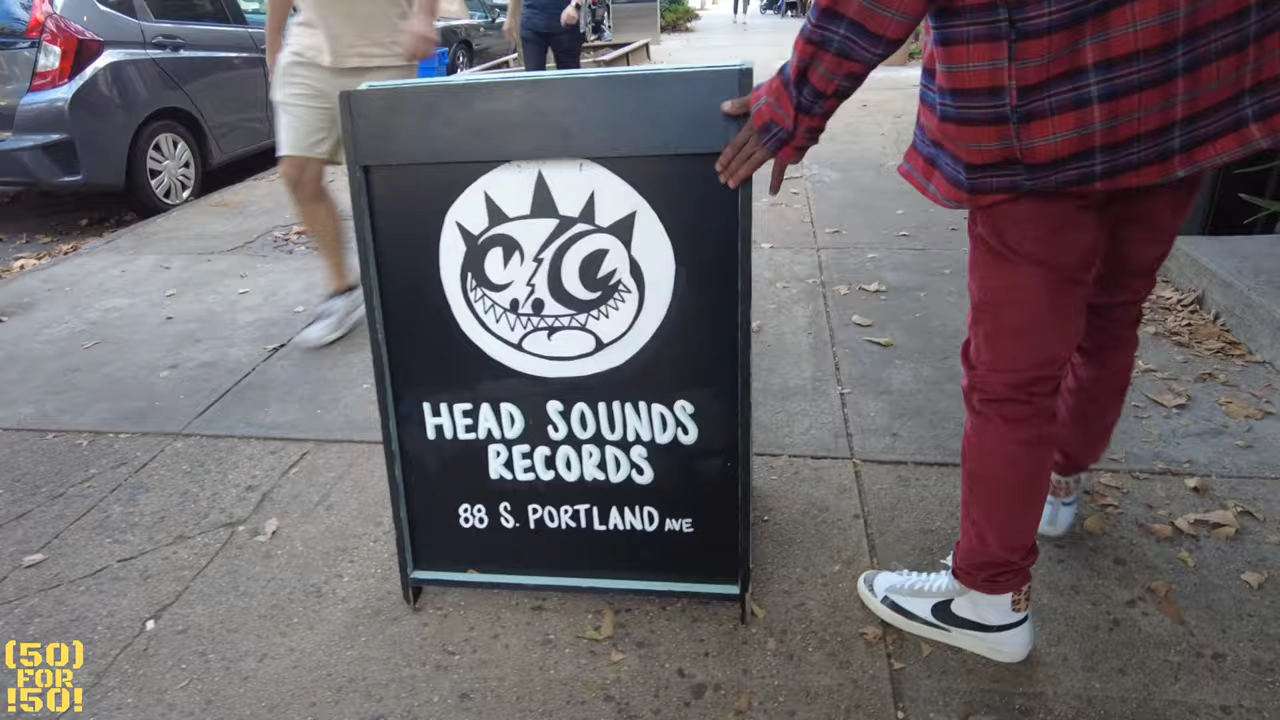 HEAD SOUNDS
RECORDS
88 S. PORTLAND AVE
(50)
FOR
!50!